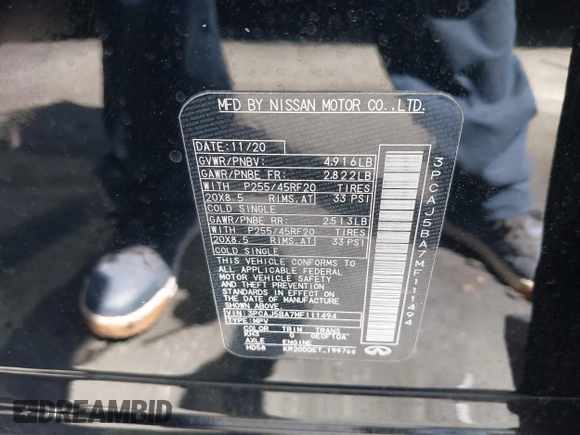 MFD BY NISSAN MOTOR CO.,LTD.
DATE:11/20
GVWR/PNBV: 4,916LB
GAWR/PNBE FR: 2,822LB
WITH P255/45RF20 TIRES
20X8.5 RIMS,AT 33 PSI
COLD SINGLE
GAWR/PNBE RR: 2,513LB
WITH P255/45RF20 TIRES
20X8.5 RIMS,AT 33 PSI
COLD SINGLE
THIS VEHICLE CONFORMS TO
ALL APPLICABLE FEDERAL
MOTOR VEHICLE SAFETY
AND THEFT PREVENTION
STANDARDS IN EFFECT ON
THE DATE OF MANUFACTURE
SHOWN ABOVE.
VIN:3PCAJ5BA7MF111494
TYPE:MPV
COLOR TRIM TRANS
KH3 G
AXLE ENGINE
HD58 KR20DDET 1997cc
3PCAJ5BA7MF111494
INFINITI
DREAMBID